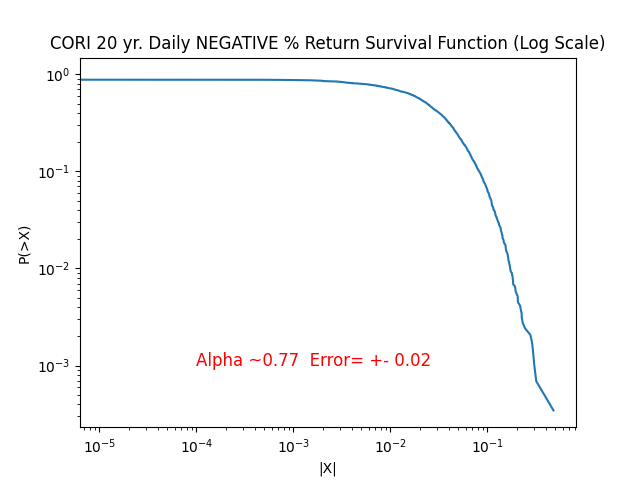 CORI 20 yr. Daily NEGATIVE % Return Survival Function (Log Scale)
P(>X)
10⁰
10⁻¹
10⁻²
10⁻³
Alpha ~0.77  Error= +- 0.02
10⁻⁵ 10⁻⁴ 10⁻³ 10⁻² 10⁻¹
|X|